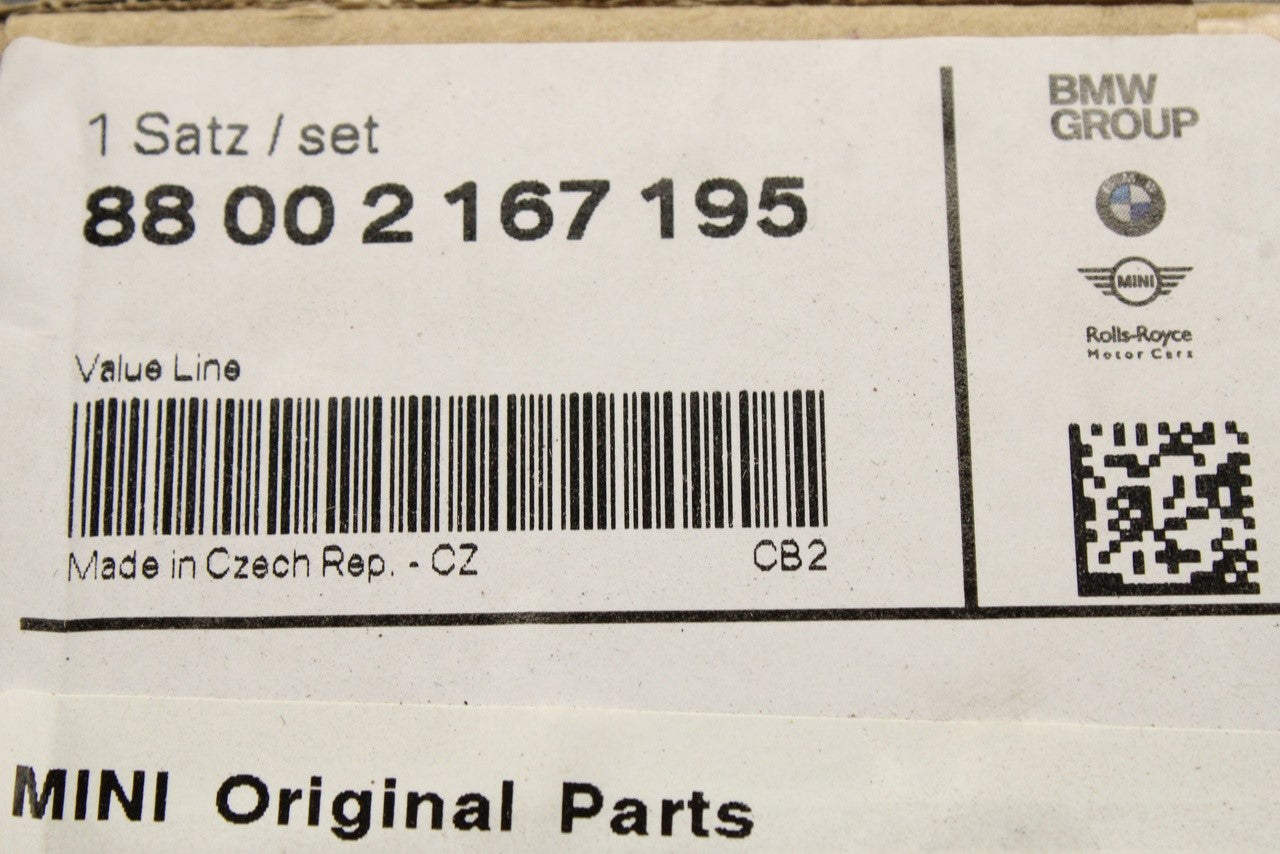 1 Satz / set
88 00 2 167 195
Value Line
Made in Czech Rep. - CZ
CB2
BMW
GROUP
MINI
Rolls-Royce
Motor Cars
MINI Original Parts